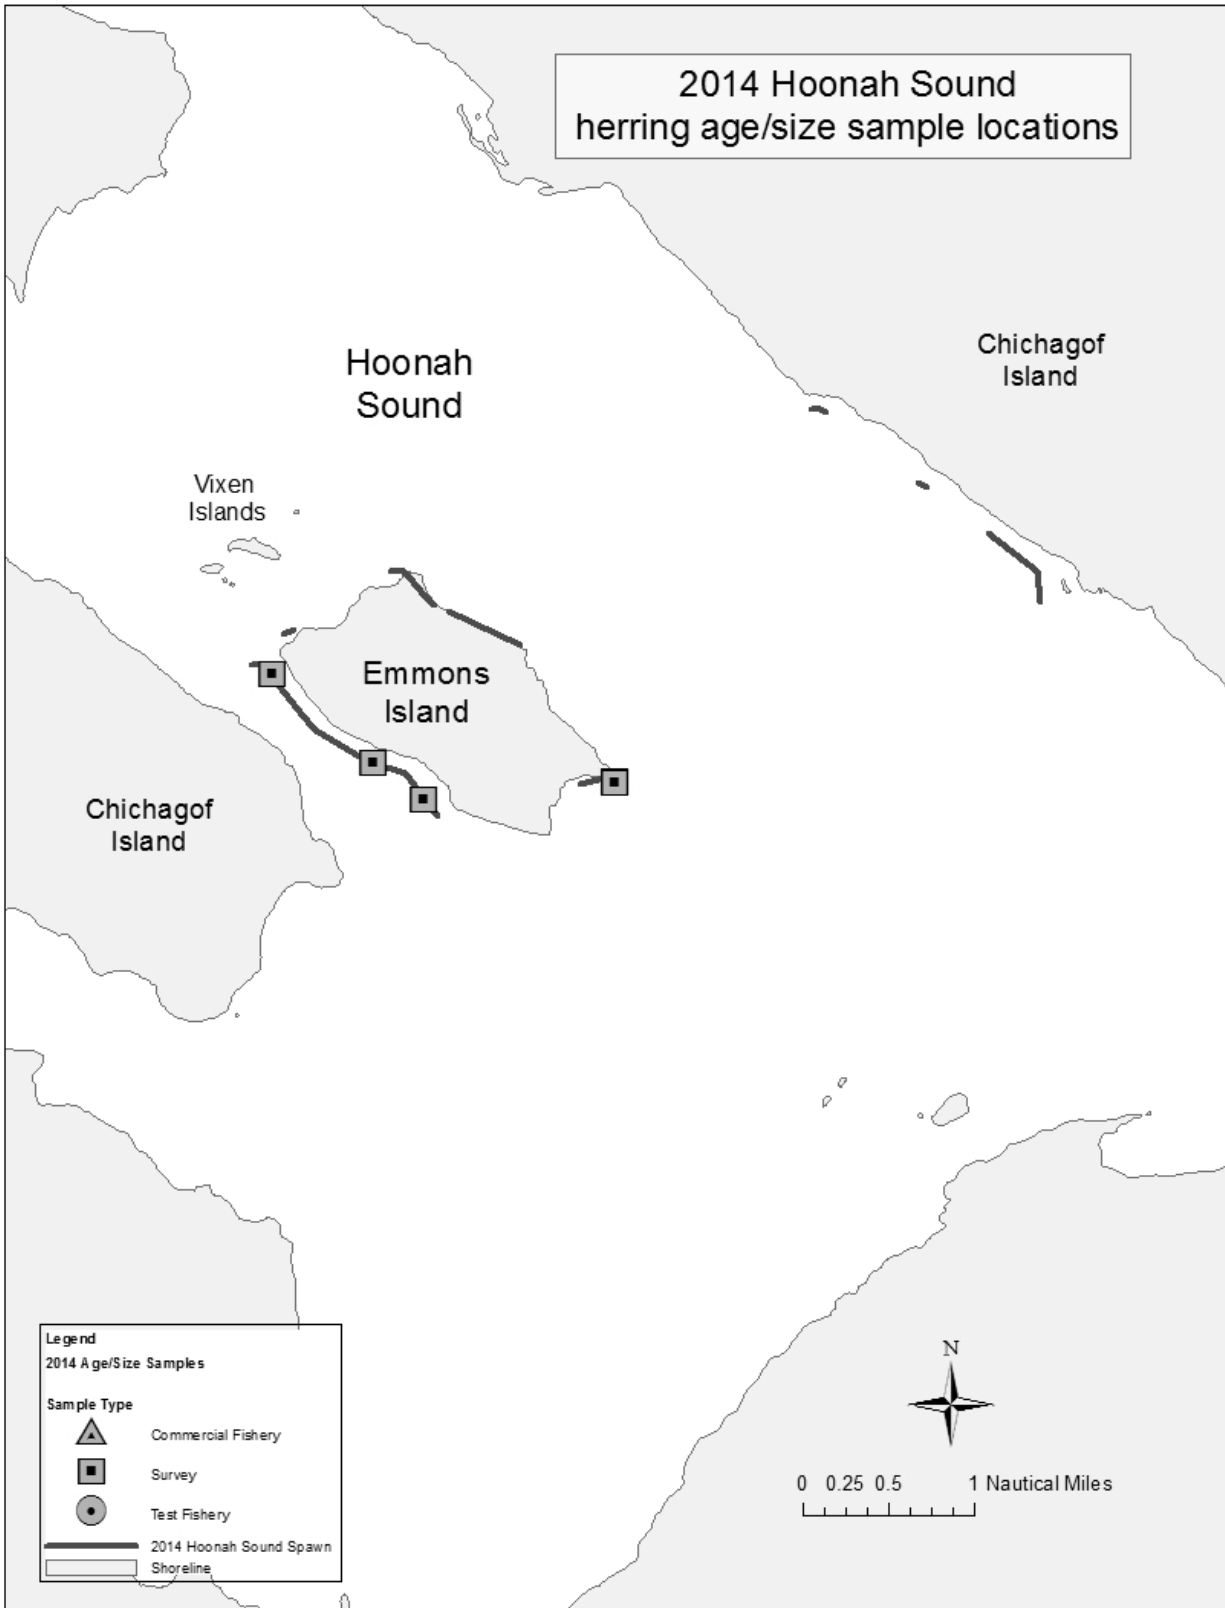 2014 Hoonah Sound
herring age/size sample locations
Chichagof
Island
Hoonah
Sound
Vixen
Islands
Emmons
Island
Chichagof
Island
Legend
2014 Age/Size Samples
Sample Type
Commercial Fishery
Survey
Test Fishery
2014 Hoonah Sound Spawn
Shoreline
N
0 0.25 0.5 1 Nautical Miles